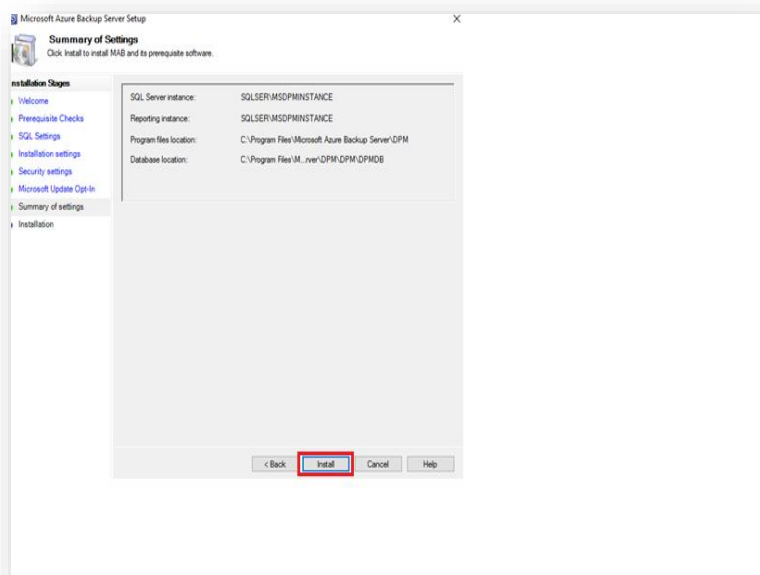 Microsoft Azure Backup Server Setup
X
Summary of Settings
Click Install to install MAB and its prerequisite software.
nstallation Stages
Welcome
Prerequisite Checks
SQL Settings
Installation settings
Security settings
Microsoft Update Opt-In
Summary of settings
Installation
SQL Server instance: SQLSER\MSDPMINSTANCE
Reporting instance: SQLSER\MSDPMINSTANCE
Program files location: C:\Program Files\Microsoft Azure Backup Server\DPM
Database location: C:\Program Files\M...rver\DPM\DPM\DPMDB
< Back Install Cancel Help